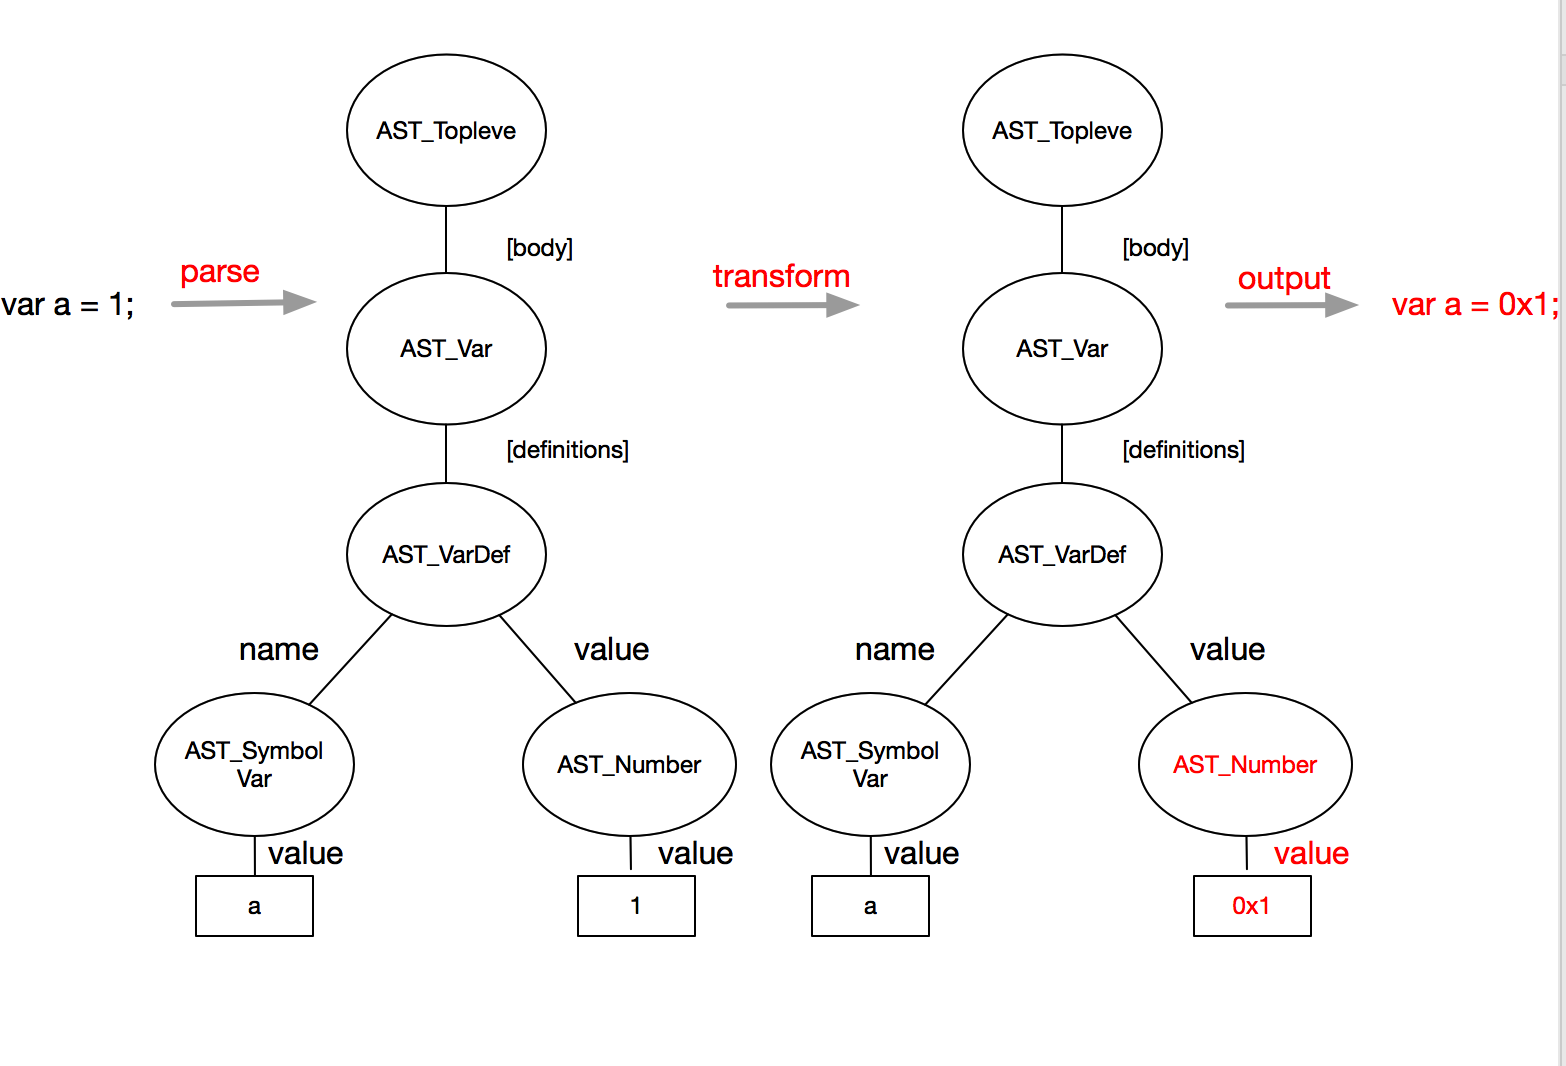 AST_Topleve
AST_Topleve
[body]
[body]
parse
transform
output
var a = 1;
var a = 0x1;
AST_Var
AST_Var
[definitions]
[definitions]
AST_VarDef
AST_VarDef
name
value
name
value
AST_Symbol
Var
AST_Number
AST_Symbol
Var
AST_Number
value
value
value
value
a
1
a
0x1